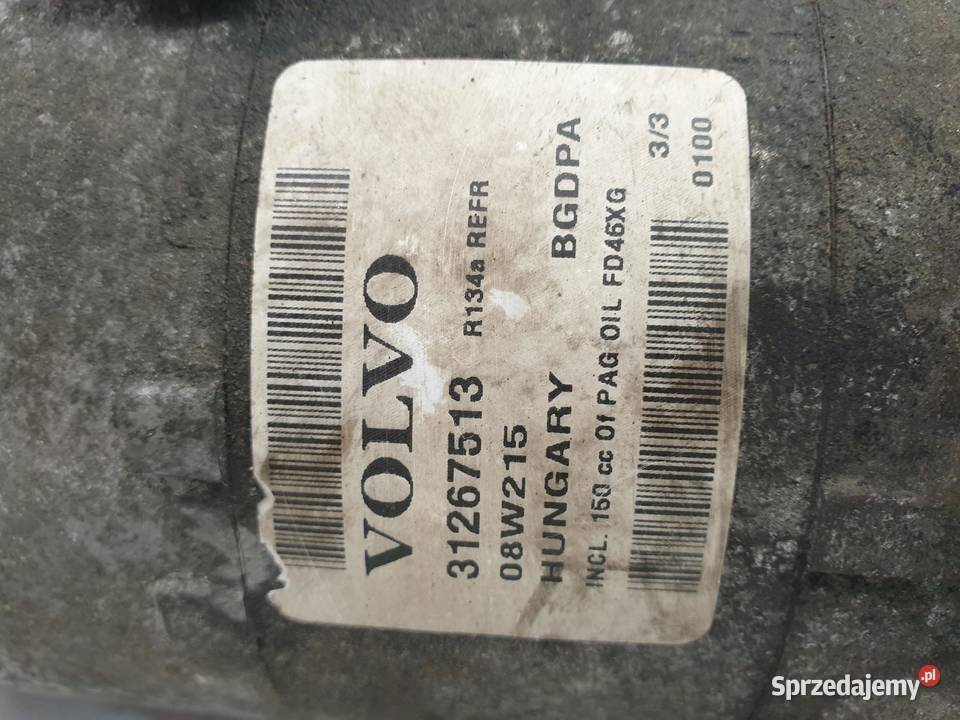 VOLVO
31267513 R134a REFR
08W215
HUNGARY BGDPA
INCL. 150 cc Of PAG OIL FD46XG
3/3
0100
Sprzedajemy.pl